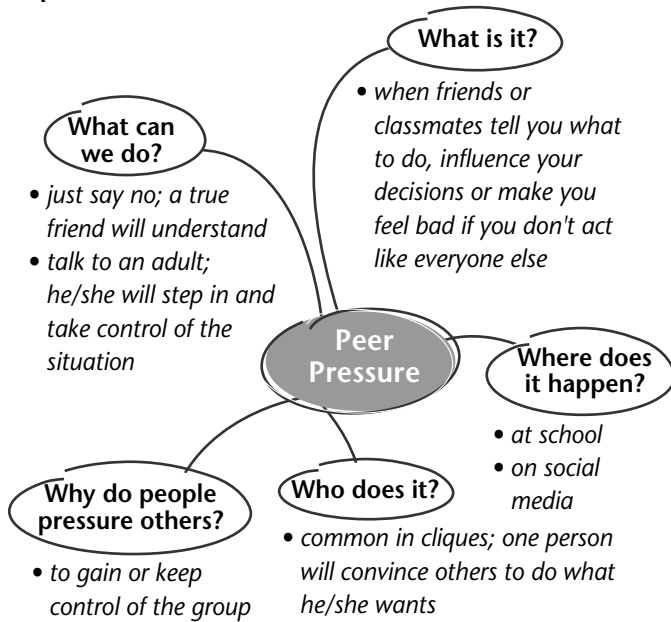 What is it?
• when friends or
classmates tell you what
to do, influence your
decisions or make you
feel bad if you don't act
like everyone else
What can
we do?
• just say no; a true
friend will understand
• talk to an adult;
he/she will step in and
take control of the
situation
Peer
Pressure
Where does
it happen?
• at school
• on social
media
Why do people
pressure others?
• to gain or keep
control of the group
Who does it?
• common in cliques; one person
will convince others to do what
he/she wants